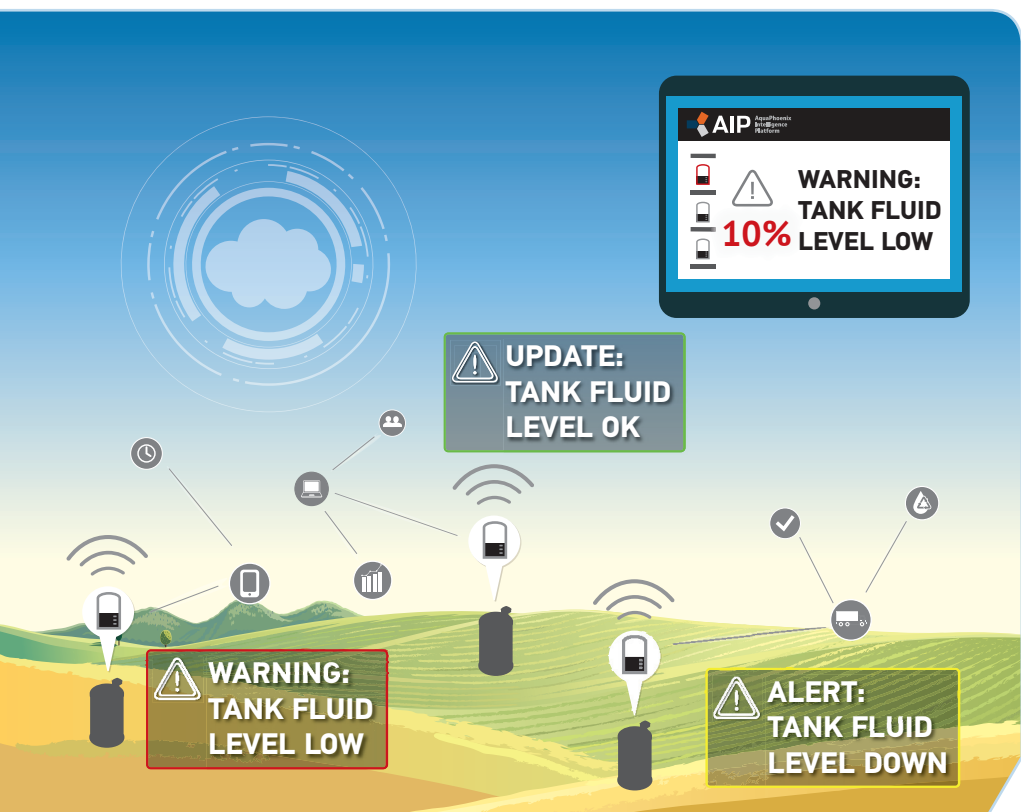 AIP AquaPhoenix
Intelligence
Platform
WARNING:
TANK FLUID
LEVEL LOW
10%
UPDATE:
TANK FLUID
LEVEL OK
WARNING:
TANK FLUID
LEVEL LOW
ALERT:
TANK FLUID
LEVEL DOWN